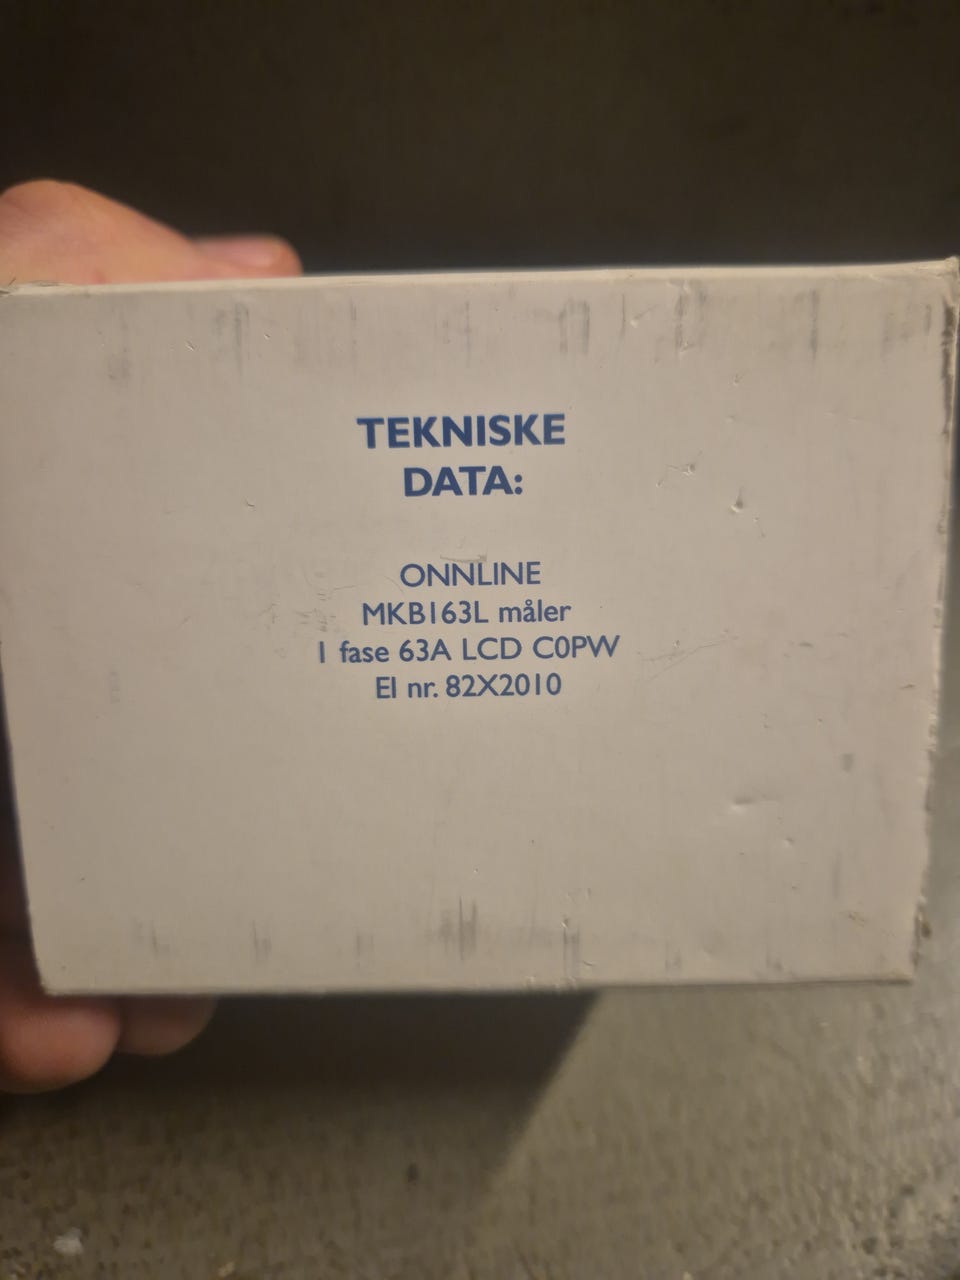 TEKNISKE
DATA:
ONNLINE
MKB163L måler
1 fase 63A LCD C0PW
El nr. 82X2010